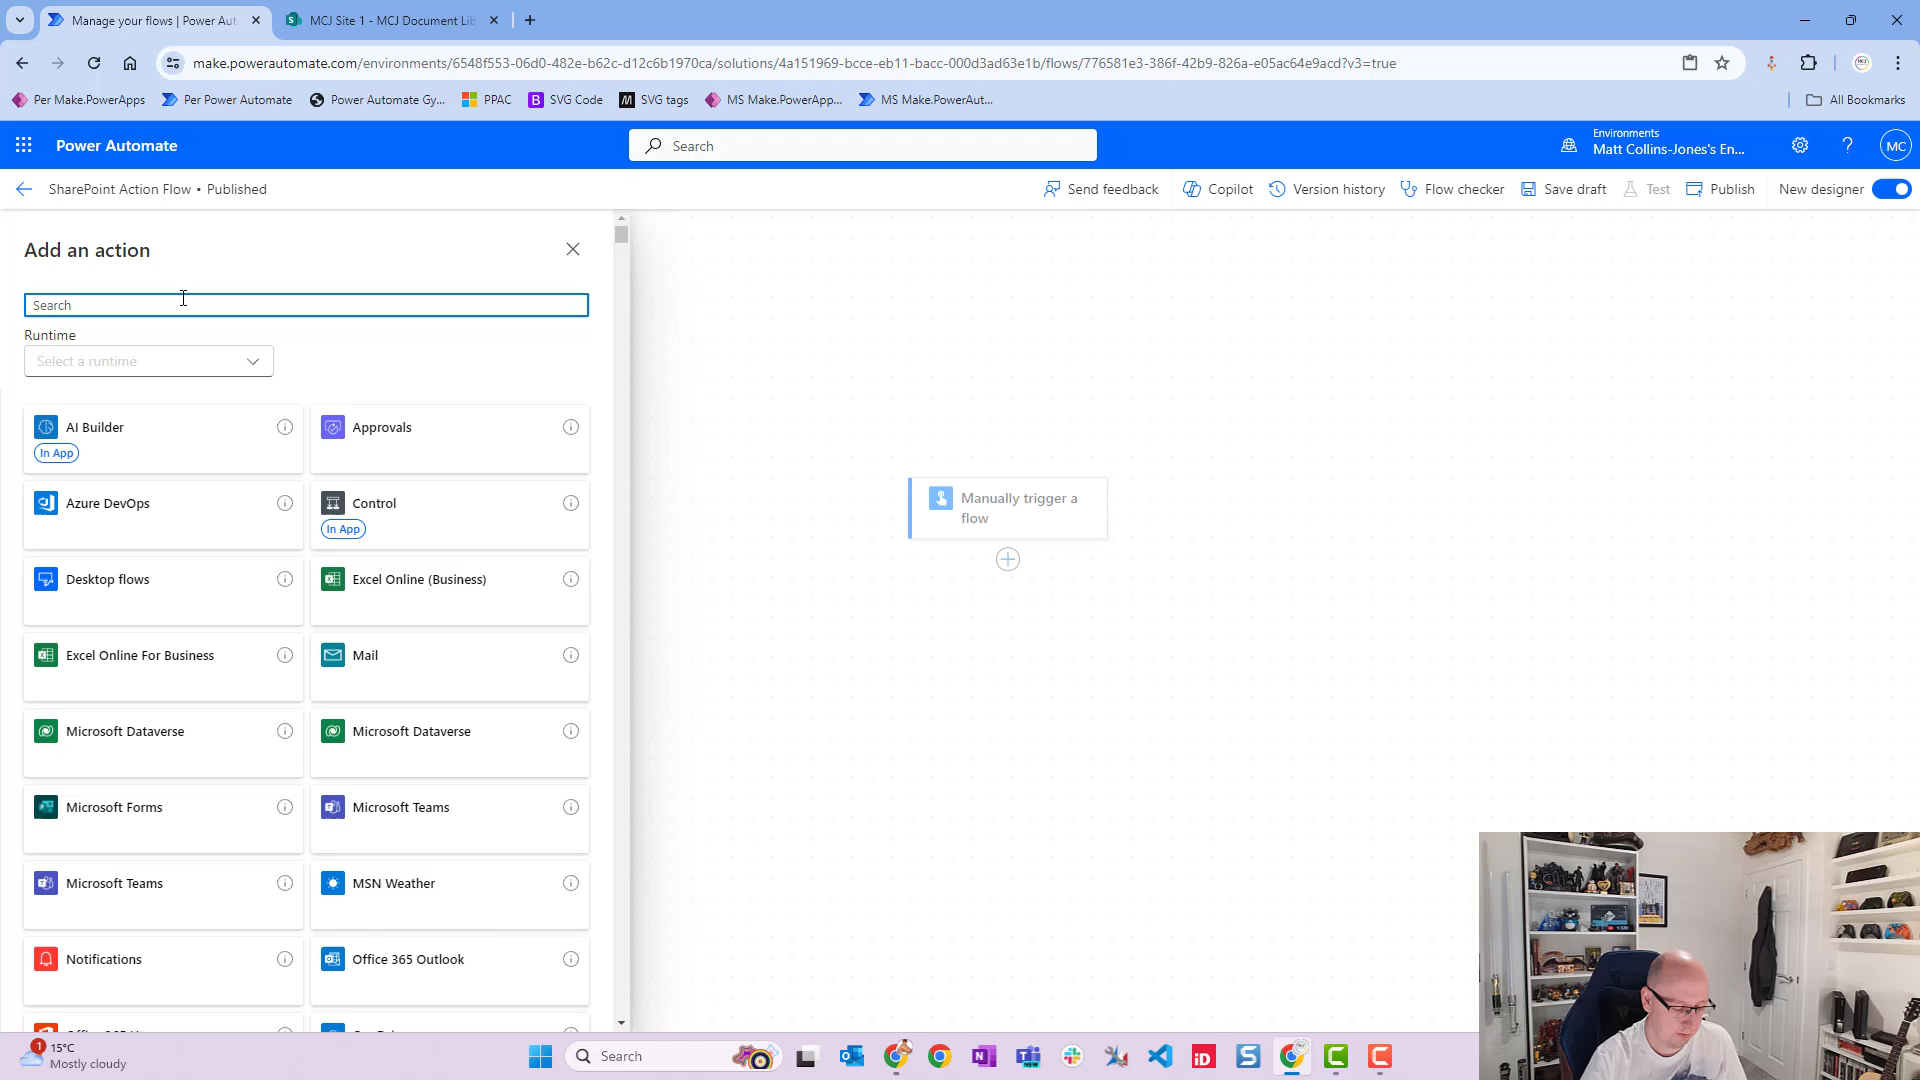 Manage your flows | Power Aut
MCJ Site 1 - MCJ Document Lib
make.powerautomate.com/environments/6548f553-06d0-482e-b62c-d12c6b1970ca/solutions/4a151969-bcce-eb11-bacc-000d3ad63e1b/flows/776581e3-386f-42b9-826a-e05ac64e9acd?v3=true
Per Make.PowerApps
Per Power Automate
Power Automate Gy...
PPAC
SVG Code
SVG tags
MS Make.PowerApp...
MS Make.PowerAut...
All Bookmarks
Power Automate
Search
Environments
Matt Collins-Jones's En...
MC
SharePoint Action Flow • Published
Send feedback
Copilot
Version history
Flow checker
Save draft
Test
Publish
New designer
Add an action
Search
Runtime
Select a runtime
AI Builder
In App
Approvals
Azure DevOps
Control
In App
Desktop flows
Excel Online (Business)
Excel Online For Business
Mail
Microsoft Dataverse
Microsoft Dataverse
Microsoft Forms
Microsoft Teams
Microsoft Teams
MSN Weather
Notifications
Office 365 Outlook
Manually trigger a
flow
1
15°C
Mostly cloudy
Search